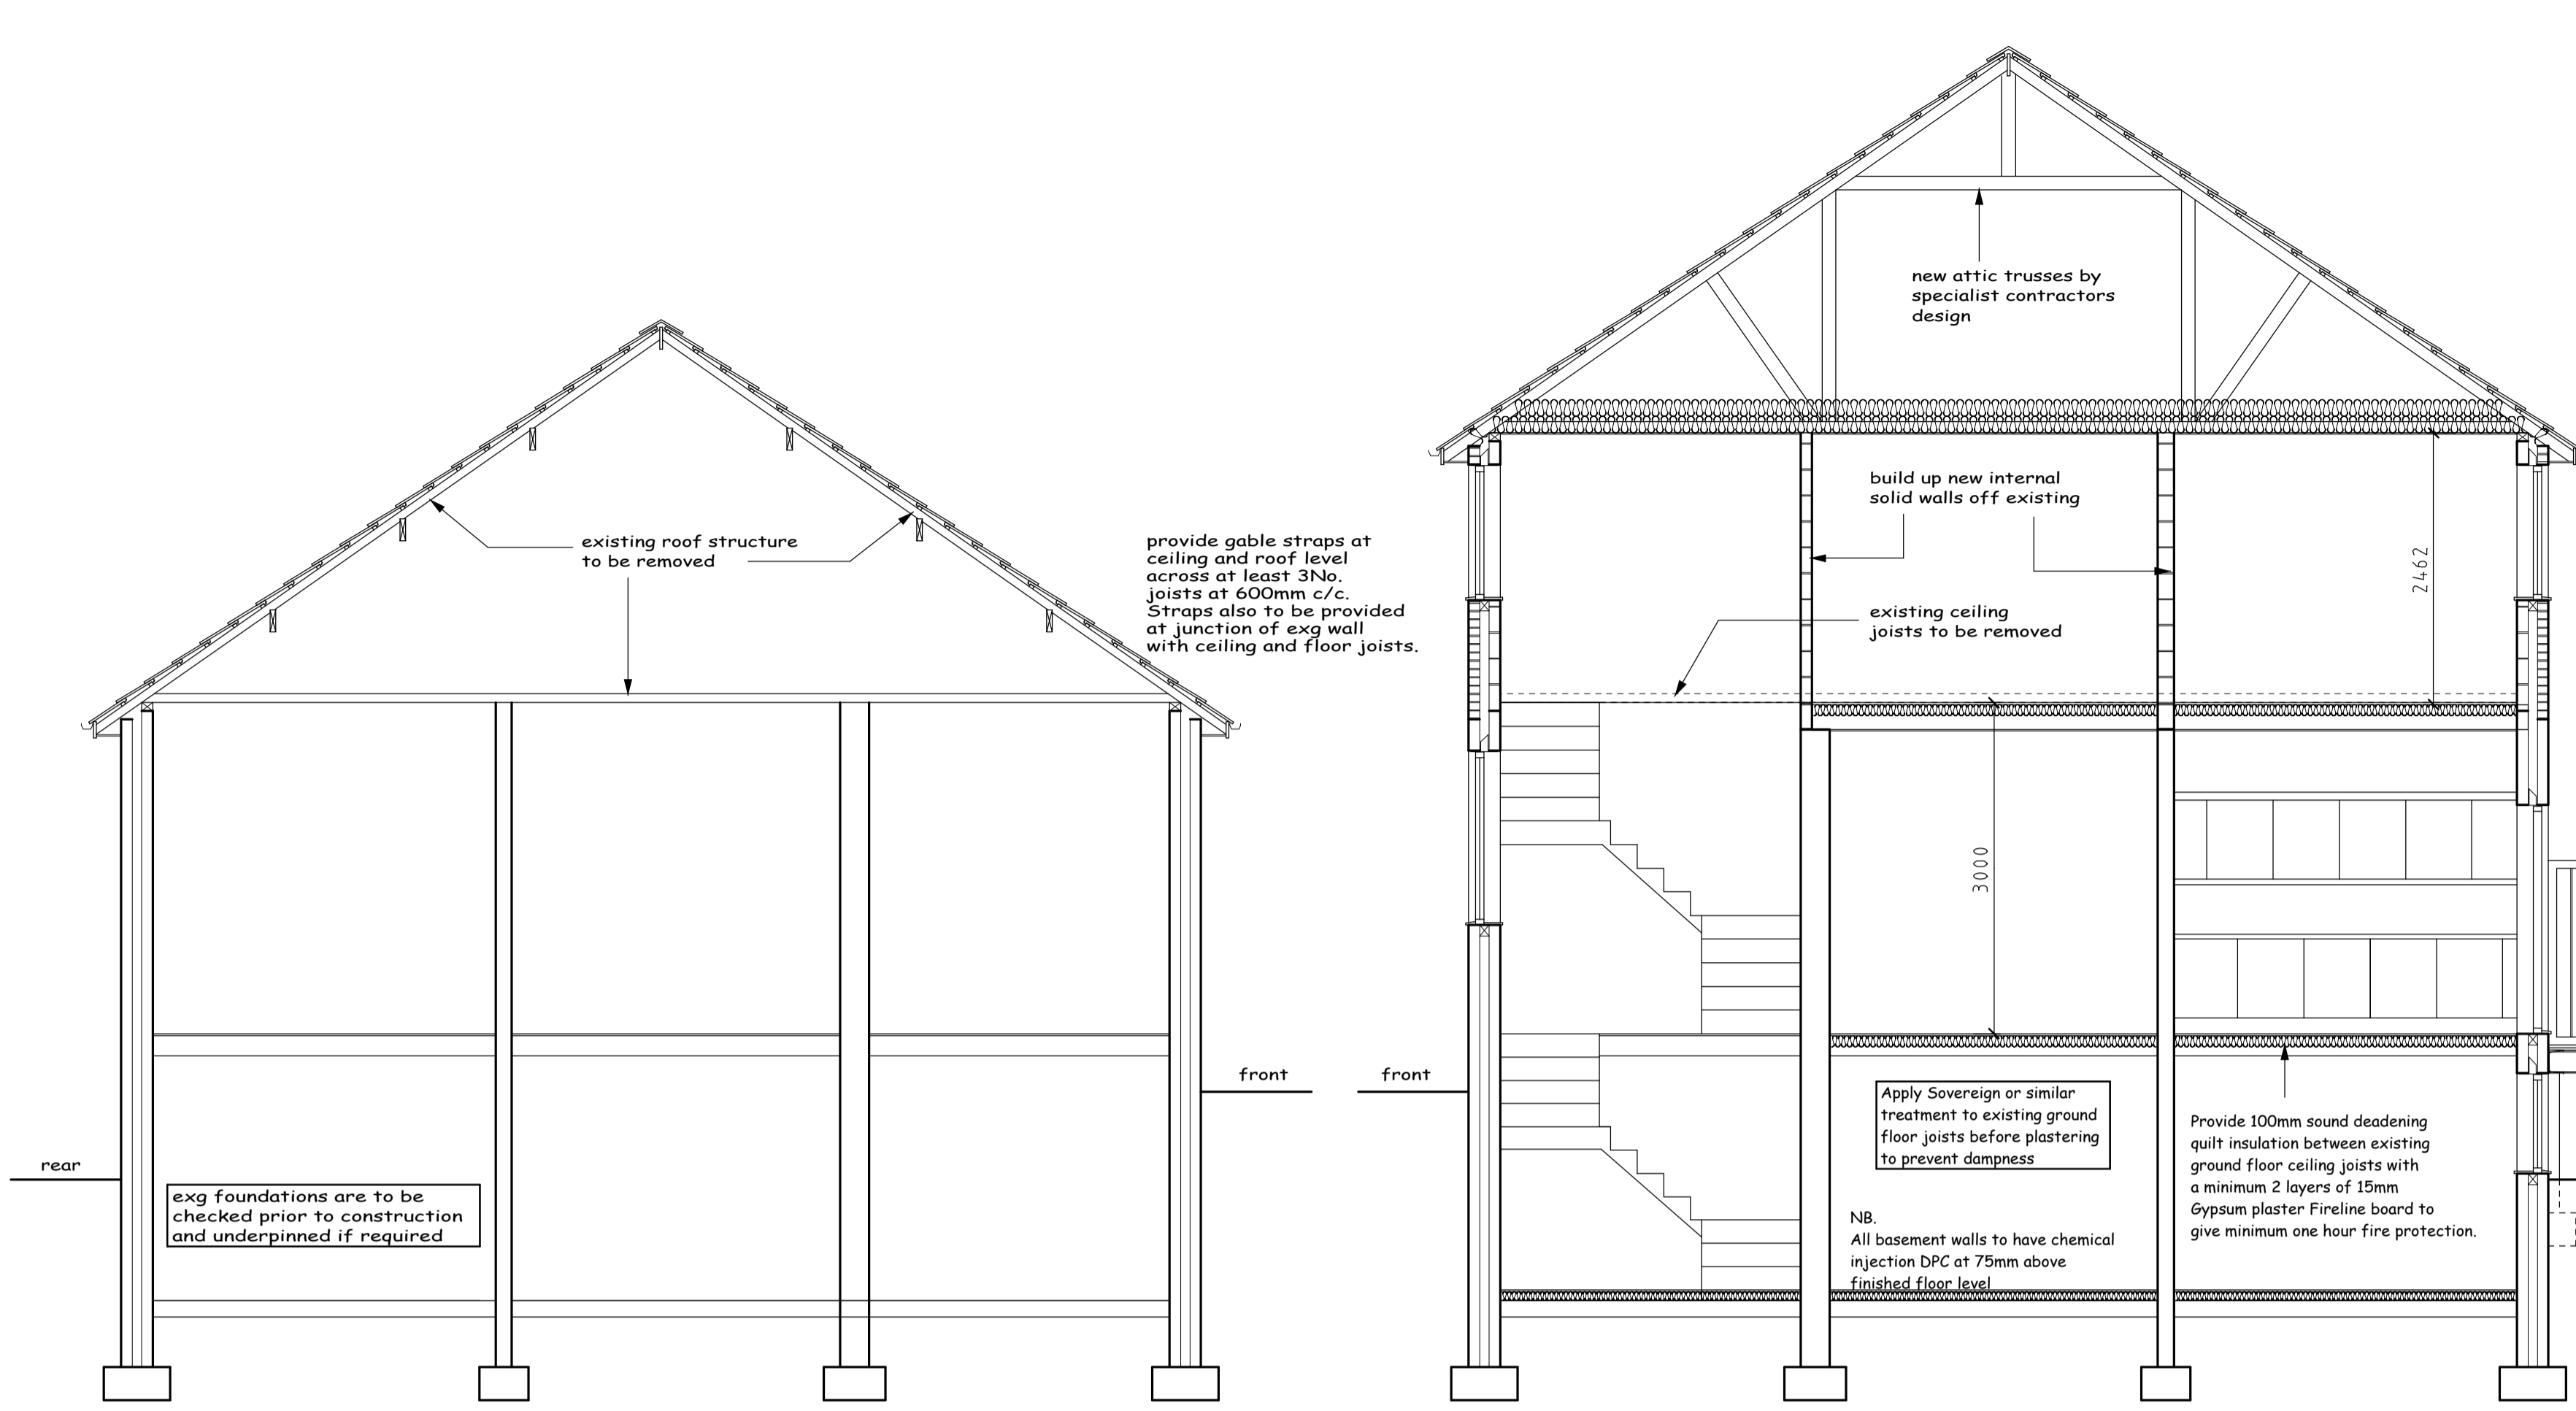 existing roof structure
to be removed
provide gable straps at
ceiling and roof level
across at least 3No.
joists at 600mm c/c.
Straps also to be provided
at junction of exg wall
with ceiling and floor joists.
front
rear
exg foundations are to be
checked prior to construction
and underpinned if required
new attic trusses by
specialist contractors
design
build up new internal
solid walls off existing
2462
existing ceiling
joists to be removed
3000
front
Apply Sovereign or similar
treatment to existing ground
floor joists before plastering
to prevent dampness
Provide 100mm sound deadening
quilt insulation between existing
ground floor ceiling joists with
a minimum 2 layers of 15mm
Gypsum plaster Fireline board to
give minimum one hour fire protection.
NB.
All basement walls to have chemical
injection DPC at 75mm above
finished floor level